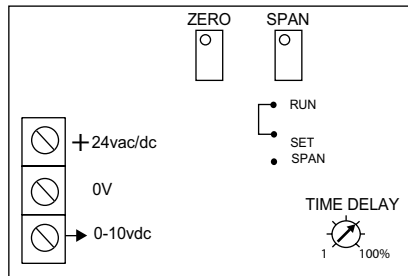 ZERO SPAN
RUN
SET
SPAN
+24vac/dc
0V
0-10vdc
TIME DELAY
1 100%